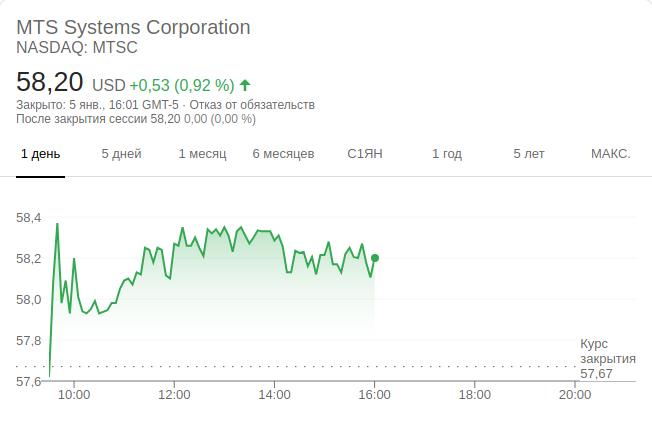 MTS Systems Corporation
NASDAQ: MTSC
58,20 USD +0,53 (0,92 %)
Закрыто: 5 янв., 16:01 GMT-5 · Отказ от обязательств
После закрытия сессии 58,20 0,00 (0,00 %)
1 день 5 дней 1 месяц 6 месяцев С1ЯН 1 год 5 лет МАКС.
58,4
58,2
58,0
57,8
Курс
закрытия
57,67
57,6
10:00 12:00 14:00 16:00 18:00 20:00